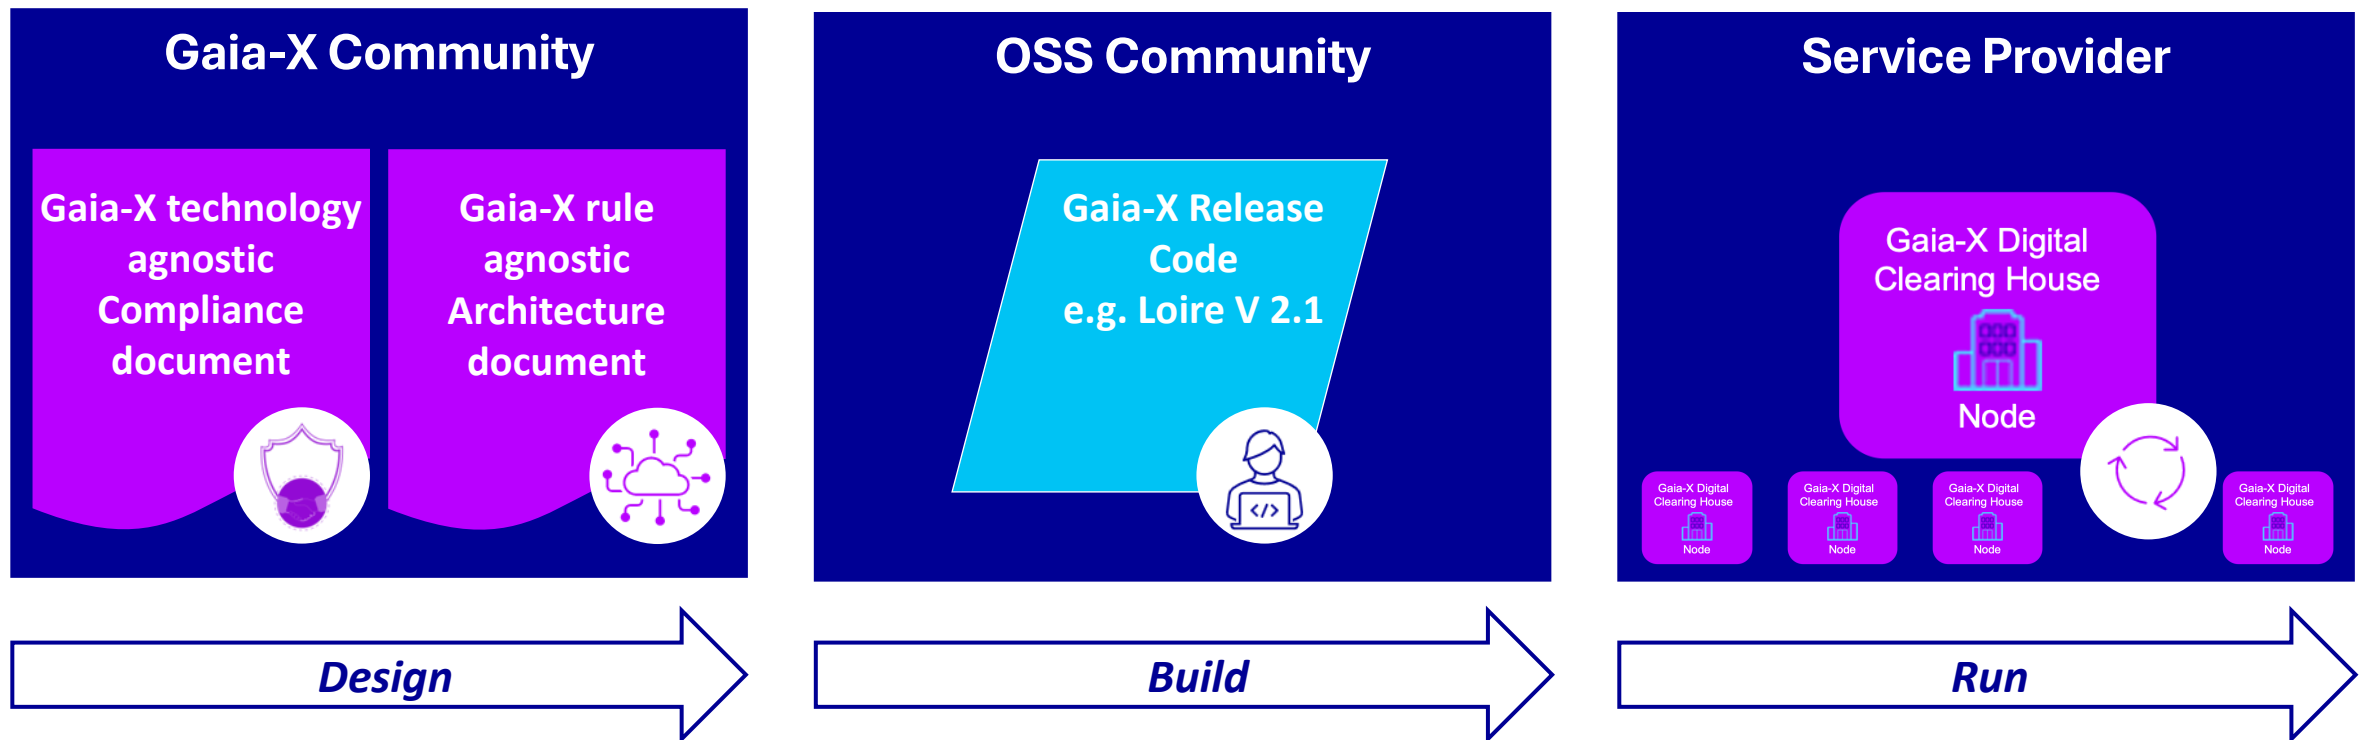 Gaia-X Community
Gaia-X technology
agnostic
Compliance
document
Gaia-X rule
agnostic
Architecture
document
Design
OSS Community
Gaia-X Release
Code
e.g. Loire V 2.1
</>
Build
Service Provider
Gaia-X Digital
Clearing House
Node
Gaia-X Digital
Clearing House
Node
Gaia-X Digital
Clearing House
Node
Gaia-X Digital
Clearing House
Node
Gaia-X Digital
Clearing House
Node
Run